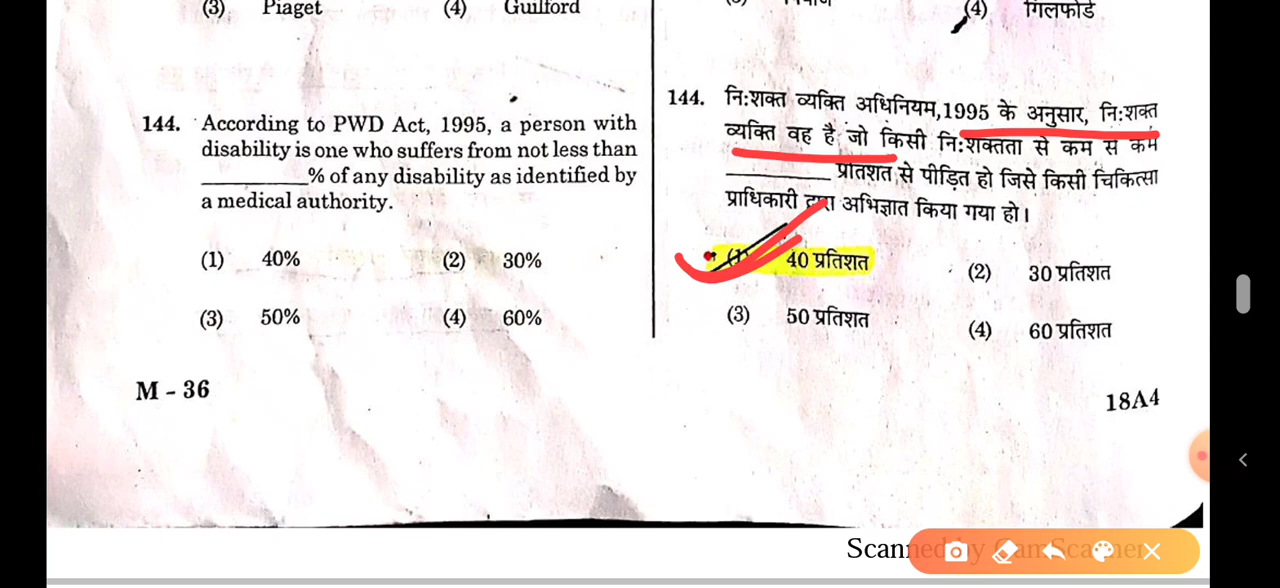 (3) Piaget (4) Guilford
(4) गिलफोर्ड
144. According to PWD Act, 1995, a person with
disability is one who suffers from not less than
________% of any disability as identified by
a medical authority.
(1) 40% (2) 30%
(3) 50% (4) 60%
M - 36
144. नि:शक्त व्यक्ति अधिनियम,1995 के अनुसार, नि:शक्त
व्यक्ति वह है जो किसी नि:शक्तता से कम से कम
________ प्रतिशत से पीड़ित हो जिसे किसी चिकित्सा
प्राधिकारी द्वारा अभिज्ञात किया गया हो।
(1) 40 प्रतिशत (2) 30 प्रतिशत
(3) 50 प्रतिशत (4) 60 प्रतिशत
18A4
Scanned by CamScanner